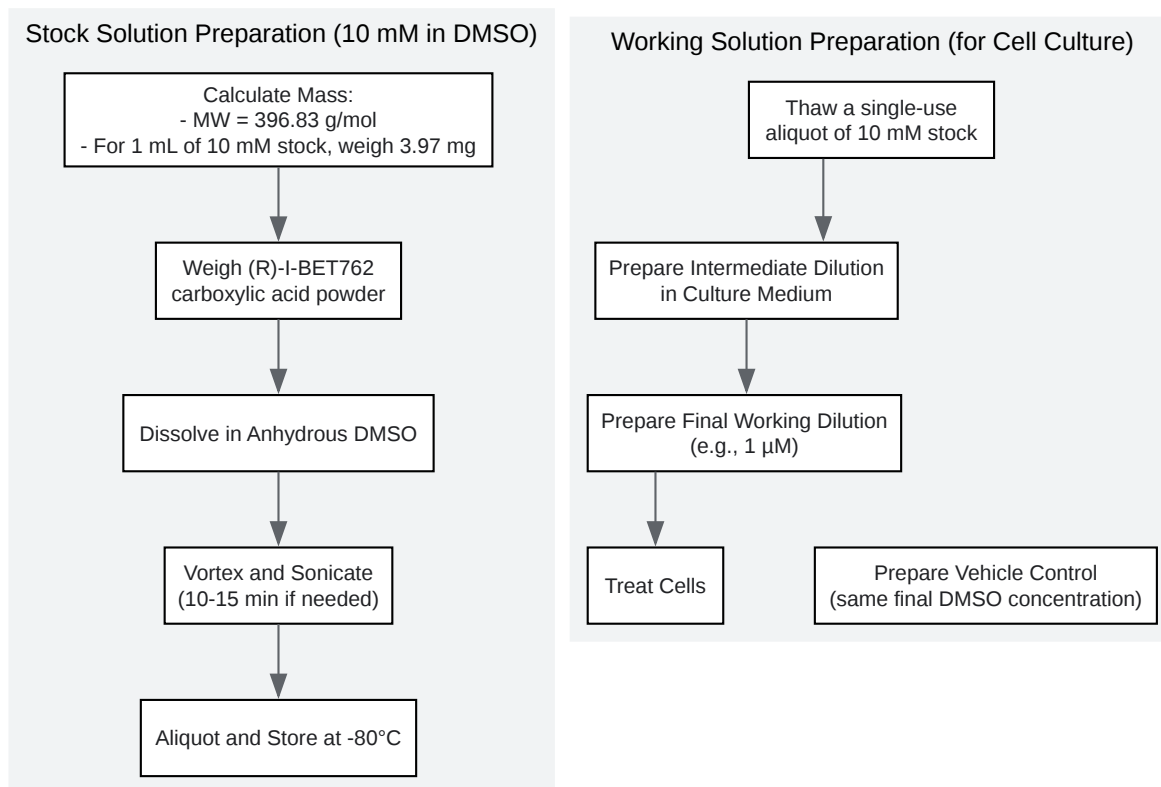 Stock Solution Preparation (10 mM in DMSO)
Calculate Mass:
- MW = 396.83 g/mol
- For 1 mL of 10 mM stock, weigh 3.97 mg
Weigh (R)-I-BET762
carboxylic acid powder
Dissolve in Anhydrous DMSO
Vortex and Sonicate
(10-15 min if needed)
Aliquot and Store at -80°C
Working Solution Preparation (for Cell Culture)
Thaw a single-use
aliquot of 10 mM stock
Prepare Intermediate Dilution
in Culture Medium
Prepare Final Working Dilution
(e.g., 1 µM)
Treat Cells
Prepare Vehicle Control
(same final DMSO concentration)